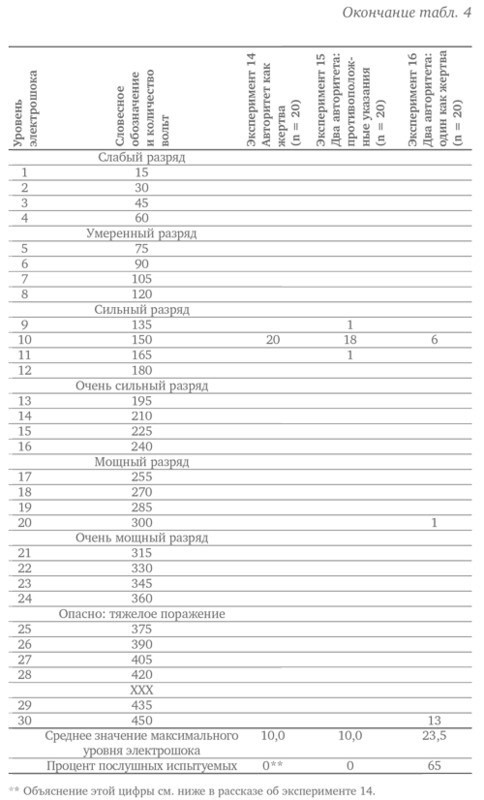 Окончание табл. 4
Уровень электрошока | Словесное обозначение и количество вольт | Эксперимент 14 Авторитет как жертва (n = 20) | Эксперимент 15 Два авторитета: противополож-ные указания (n = 20) | Эксперимент 16 Два авторитета: один как жертва (n = 20)
Слабый разряд
1 15
2 30
3 45
4 60
Умеренный разряд
5 75
6 90
7 105
8 120
Сильный разряд
9 135 1
10 150 20 18 6
11 165 1
12 180
Очень сильный разряд
13 195
14 210
15 225
16 240
Мощный разряд
17 255
18 270
19 285
20 300 1
Очень мощный разряд
21 315
22 330
23 345
24 360
Опасно: тяжелое поражение
25 375
26 390
27 405
28 420
XXX
29 435
30 450 13
Среднее значение максимального 10,0 10,0 23,5
уровня электрошока
Процент послушных испытуемых 0** 0 65
** Объяснение этой цифры см. ниже в рассказе об эксперименте 14.